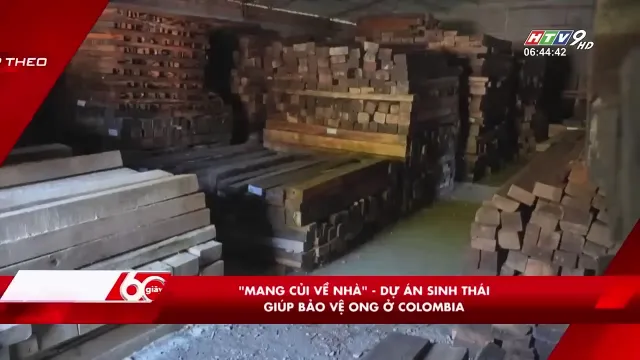 THEO
HTV9 HD
06:44:42
60 giây
"MANG CỦI VỀ NHÀ" - DỰ ÁN SINH THÁI
GIÚP BẢO VỆ ONG Ở COLOMBIA